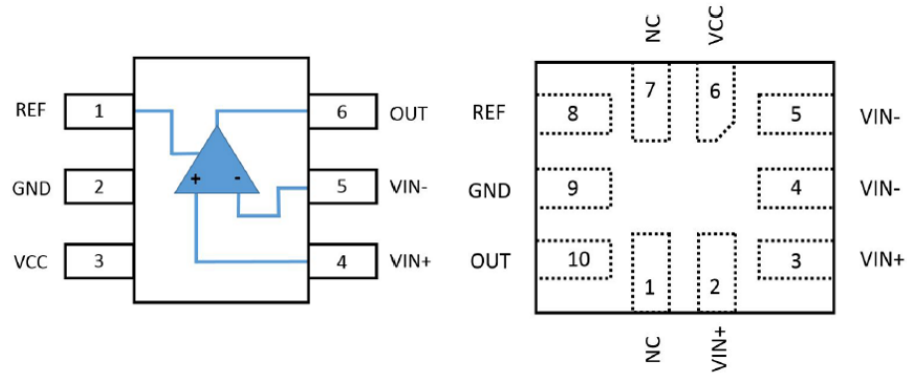 REF 1 6 OUT
GND 2 5 VIN-
VCC 3 4 VIN+
+ -
NC VCC
7 6
REF 8 5 VIN-
GND 9 4 VIN-
OUT 10 3 VIN+
1 2
NC VIN+